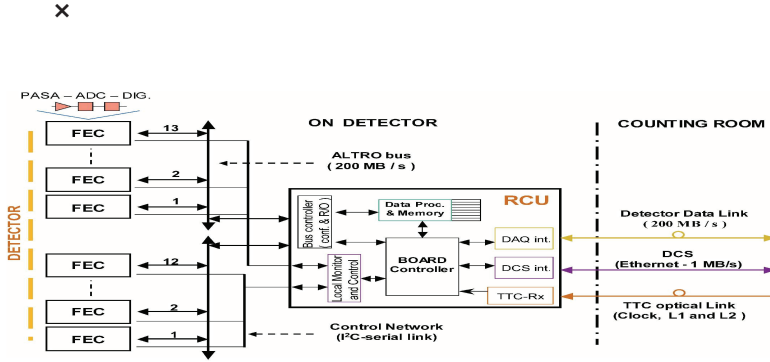 ×
PASA – ADC – DIG.
ON DETECTOR
COUNTING ROOM
FEC
13
ALTRO bus
( 200 MB / s )
FEC
2
FEC
1
DETECTOR
RCU
Bus controller
( conf. & R/O )
Data Proc.
& Memory
Detector Data Link
( 200 MB / s )
BOARD
Controller
DAQ int.
DCS
(Ethernet - 1 MB/s)
Local Monitor
and Control
DCS int.
TTC-Rx
TTC optical Link
(Clock, L1 and L2 )
FEC
12
FEC
2
FEC
1
Control Network
(I²C-serial link)